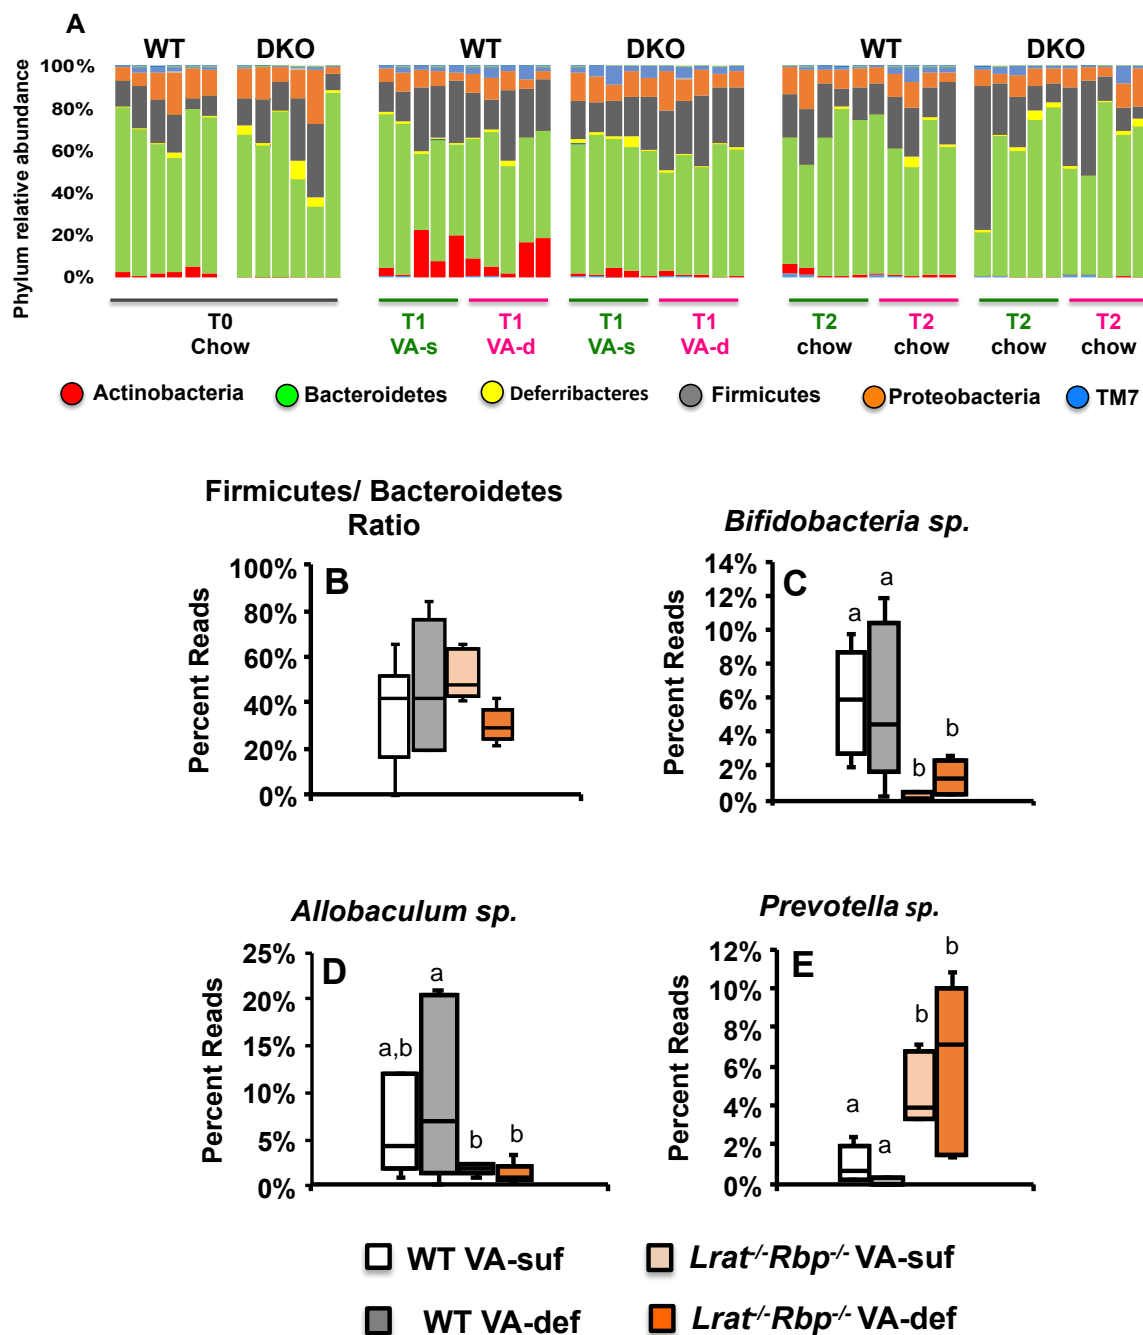 A
WT DKO WT DKO WT DKO
Phylum relative abundance
100%
80%
60%
40%
20%
0%
T0 T1 T1 T1 T1 T2 T2 T2 T2
Chow VA-s VA-d VA-s VA-d chow chow chow chow
Actinobacteria Bacteroidetes Deferribacteres Firmicutes Proteobacteria TM7
Firmicutes/ Bacteroidetes
Ratio
B
Percent Reads
100%
80%
60%
40%
20%
0%
Bifidobacteria sp.
C
Percent Reads
14%
12%
10%
8%
6%
4%
2%
0%
a a b b
Allobaculum sp.
D
Percent Reads
25%
20%
15%
10%
5%
0%
a,b a b b
Prevotella sp.
E
Percent Reads
12%
10%
8%
6%
4%
2%
0%
a a b b
WT VA-suf Lrat-/-Rbp-/- VA-suf
WT VA-def Lrat-/-Rbp-/- VA-def